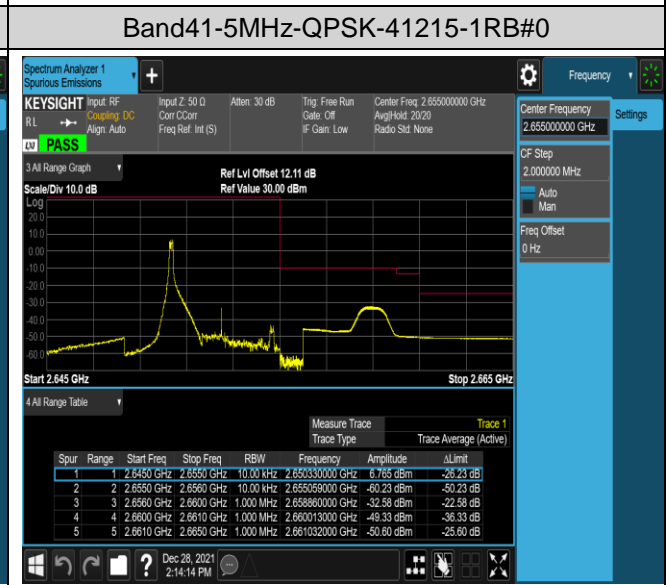 Band41-5MHz-QPSK-41215-1RB#0
Spectrum Analyzer 1
Spurious Emissions
+
Frequency
KEYSIGHT
RL
LXI
PASS
Input: RF
Coupling: DC
Align: Auto
Input Z: 50 Ω
Corr CCorr
Freq Ref: Int (S)
Atten: 30 dB
Trig: Free Run
Gate: Off
IF Gain: Low
Center Freq: 2.655000000 GHz
Avg|Hold: 20/20
Radio Std: None
Center Frequency
2.655000000 GHz
Settings
CF Step
2.000000 MHz
Auto
Man
Freq Offset
0 Hz
3 All Range Graph
Ref Lvl Offset 12.11 dB
Scale/Div 10.0 dB
Ref Value 30.00 dBm
Log
20.0
10.0
0.00
-10.0
-20.0
-30.0
-40.0
-50.0
-60.0
Start 2.645 GHz
Stop 2.665 GHz
4 All Range Table
Measure Trace Trace 1
Trace Type Trace Average (Active)
Spur Range Start Freq Stop Freq RBW Frequency Amplitude ΔLimit
1 1 2.6450 GHz 2.6550 GHz 10.00 kHz 2.650330000 GHz 6.765 dBm -26.23 dB
2 2 2.6550 GHz 2.6560 GHz 10.00 kHz 2.655059000 GHz -60.23 dBm -50.23 dB
3 3 2.6560 GHz 2.6600 GHz 1.000 MHz 2.658860000 GHz -32.58 dBm -22.58 dB
4 4 2.6600 GHz 2.6610 GHz 1.000 MHz 2.660013000 GHz -49.33 dBm -36.33 dB
5 5 2.6610 GHz 2.6650 GHz 1.000 MHz 2.661032000 GHz -50.60 dBm -25.60 dB
?
Dec 28, 2021
2:14:14 PM